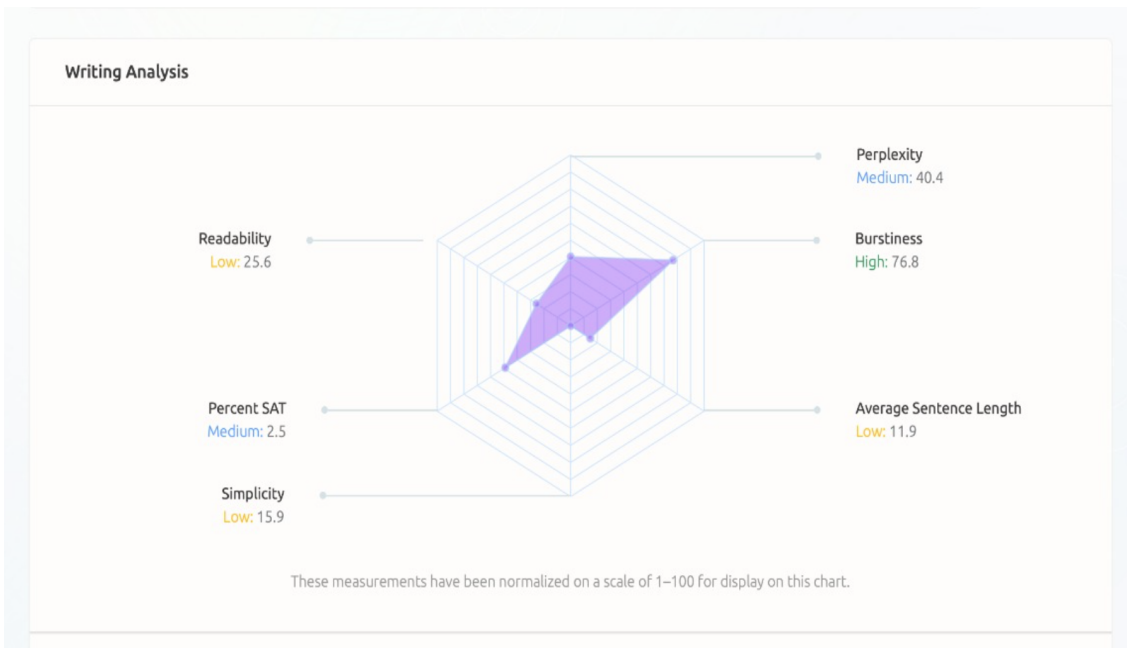 Writing Analysis
Perplexity
Medium: 40.4
Readability
Low: 25.6
Burstiness
High: 76.8
Percent SAT
Medium: 2.5
Average Sentence Length
Low: 11.9
Simplicity
Low: 15.9
These measurements have been normalized on a scale of 1–100 for display on this chart.